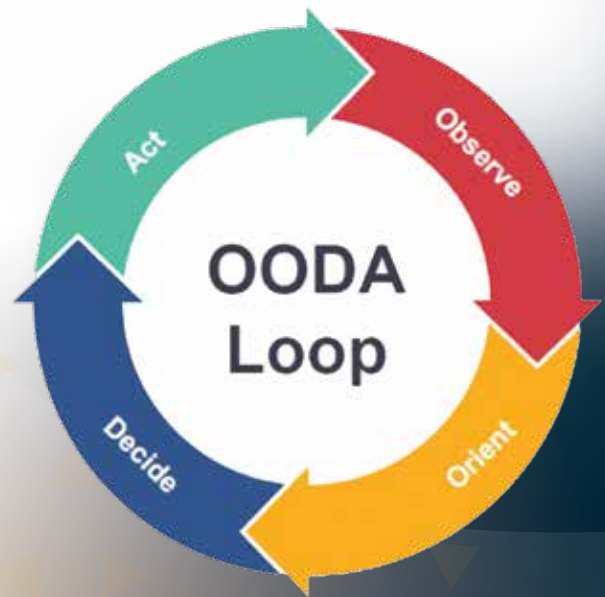 Act
Observe
OODA
Loop
Decide
Orient